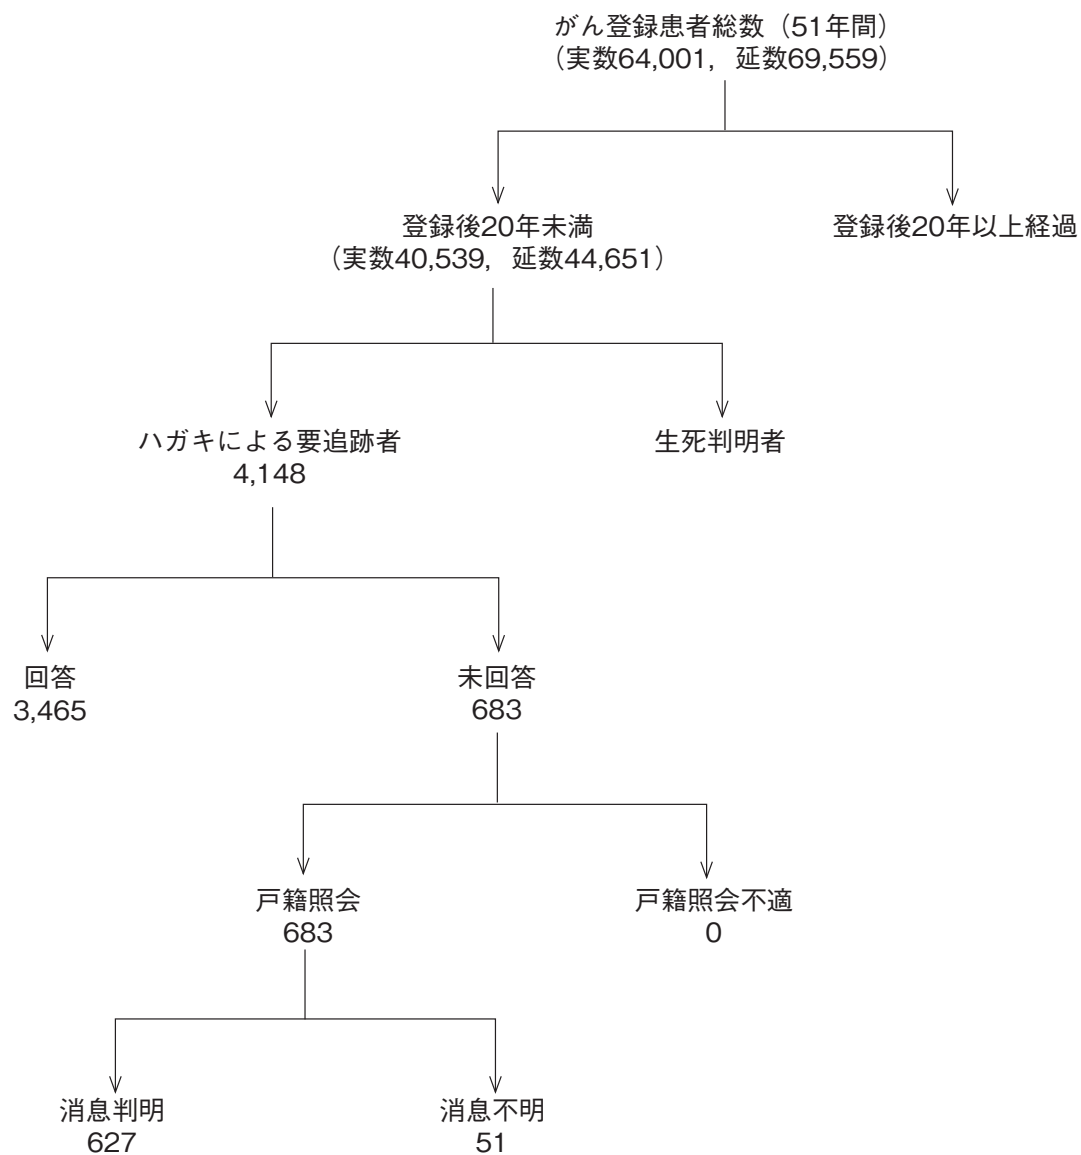 がん登録患者総数（51年間）
（実数64,001，延数69,559）
登録後20年未満
（実数40,539，延数44,651）
登録後20年以上経過
ハガキによる要追跡者
4,148
生死判明者
回答
3,465
未回答
683
戸籍照会
683
戸籍照会不適
0
消息判明
627
消息不明
51